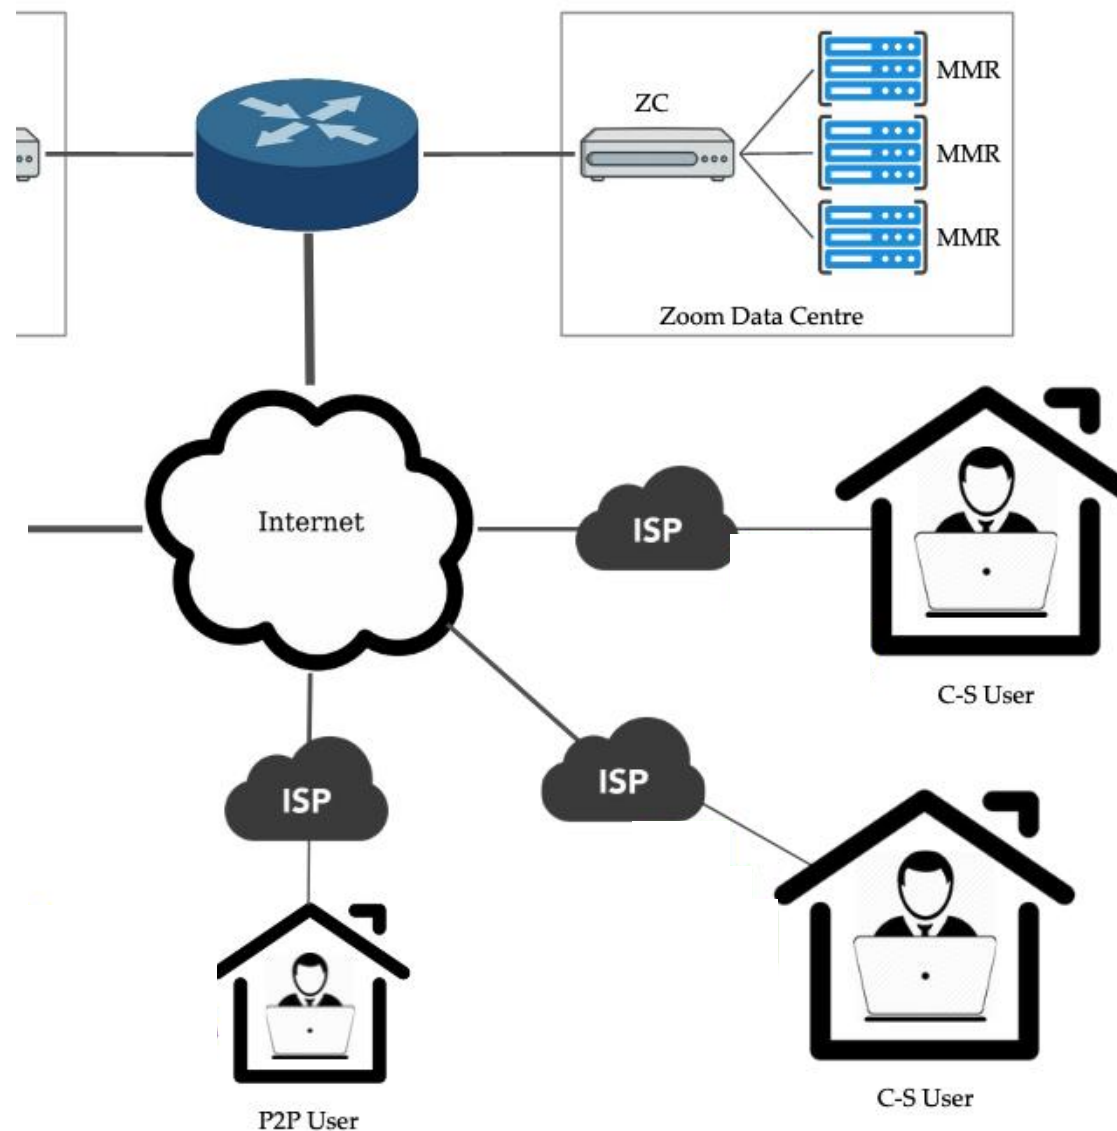 MMR
ZC
MMR
MMR
Zoom Data Centre
Internet
ISP
C-S User
ISP
ISP
C-S User
P2P User